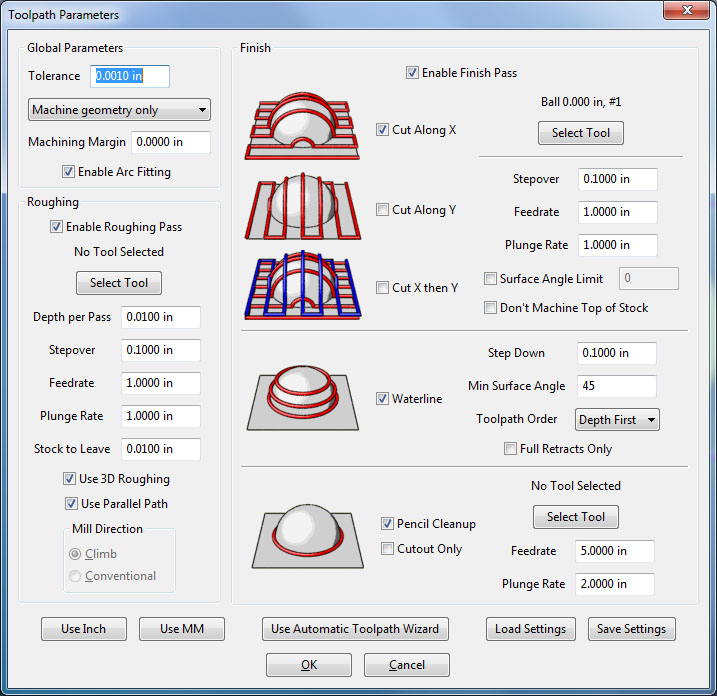 Toolpath Parameters
Global Parameters
Tolerance 0.0010 in
Machine geometry only
Machining Margin 0.0000 in
Enable Arc Fitting
Roughing
Enable Roughing Pass
No Tool Selected
Select Tool
Depth per Pass 0.0100 in
Stepover 0.1000 in
Feedrate 1.0000 in
Plunge Rate 1.0000 in
Stock to Leave 0.0100 in
Use 3D Roughing
Use Parallel Path
Mill Direction
Climb
Conventional
Finish
Enable Finish Pass
Cut Along X
Cut Along Y
Cut X then Y
Ball 0.000 in, #1
Select Tool
Stepover 0.1000 in
Feedrate 1.0000 in
Plunge Rate 1.0000 in
Surface Angle Limit 0
Don't Machine Top of Stock
Waterline
Step Down 0.1000 in
Min Surface Angle 45
Toolpath Order Depth First
Full Retracts Only
Pencil Cleanup
Cutout Only
No Tool Selected
Select Tool
Feedrate 5.0000 in
Plunge Rate 2.0000 in
Use Inch Use MM Use Automatic Toolpath Wizard Load Settings Save Settings
OK Cancel